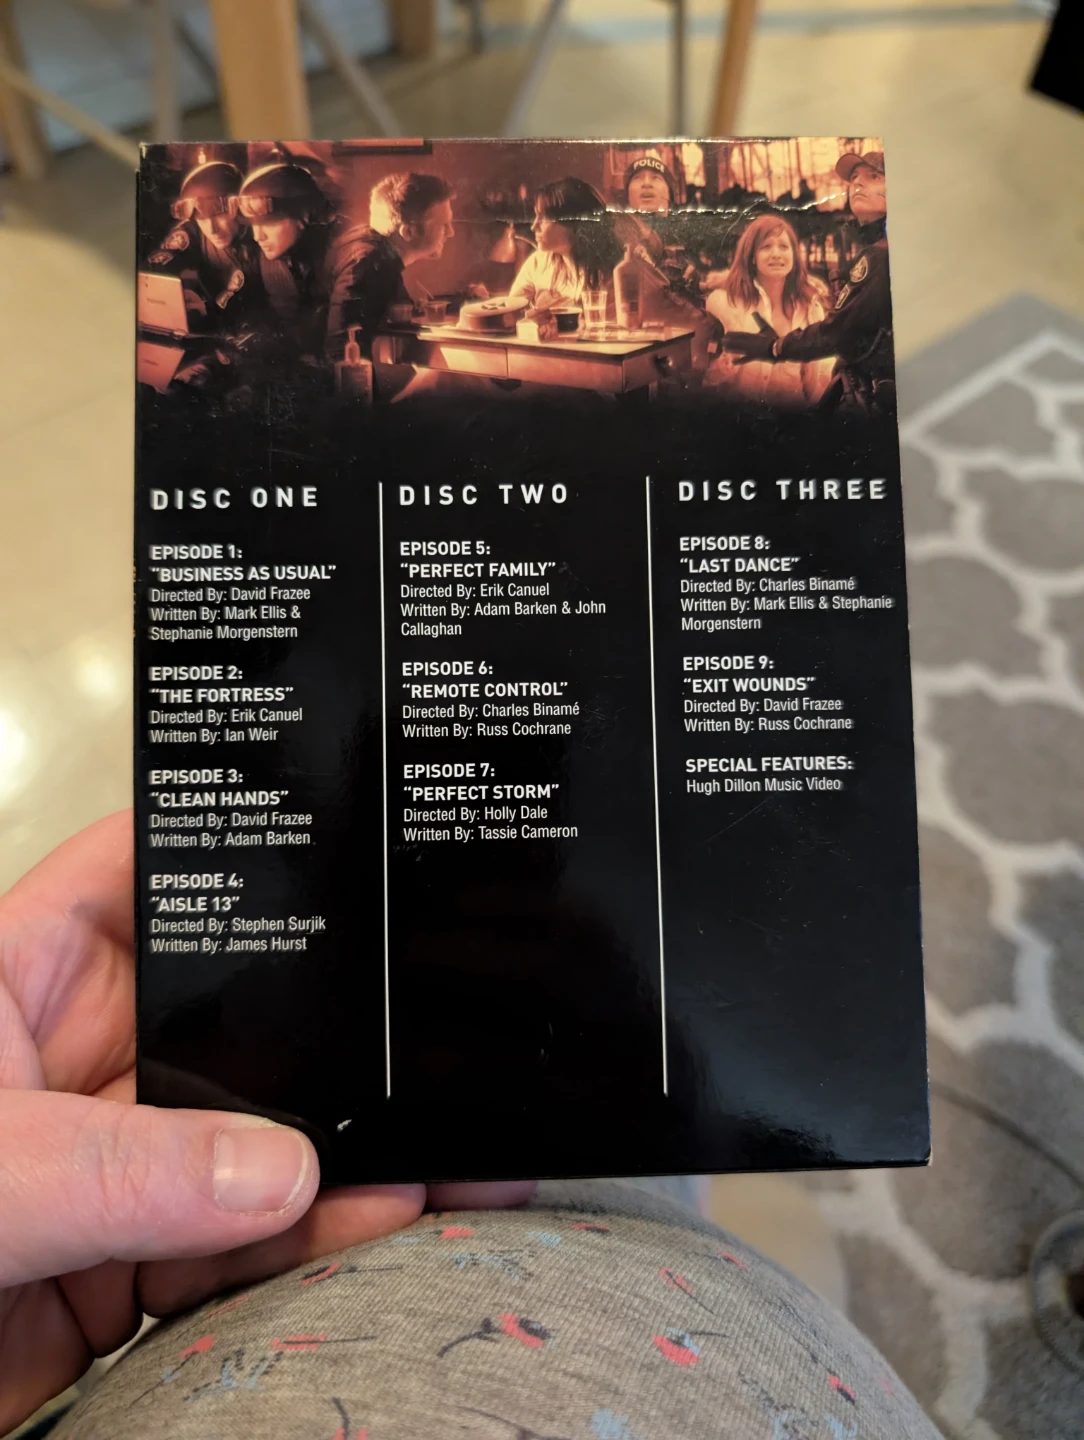 POLICE
DISC ONE
EPISODE 1:
“BUSINESS AS USUAL”
Directed By: David Frazee
Written By: Mark Ellis &
Stephanie Morgenstern
EPISODE 2:
“THE FORTRESS”
Directed By: Erik Canuel
Written By: Ian Weir
EPISODE 3:
“CLEAN HANDS”
Directed By: David Frazee
Written By: Adam Barken
EPISODE 4:
“AISLE 13”
Directed By: Stephen Surjik
Written By: James Hurst
DISC TWO
EPISODE 5:
“PERFECT FAMILY”
Directed By: Erik Canuel
Written By: Adam Barken & John
Callaghan
EPISODE 6:
“REMOTE CONTROL”
Directed By: Charles Binamé
Written By: Russ Cochrane
EPISODE 7:
“PERFECT STORM”
Directed By: Holly Dale
Written By: Tassie Cameron
DISC THREE
EPISODE 8:
“LAST DANCE”
Directed By: Charles Binamé
Written By: Mark Ellis & Stephanie
Morgenstern
EPISODE 9:
“EXIT WOUNDS”
Directed By: David Frazee
Written By: Russ Cochrane
SPECIAL FEATURES:
Hugh Dillon Music Video